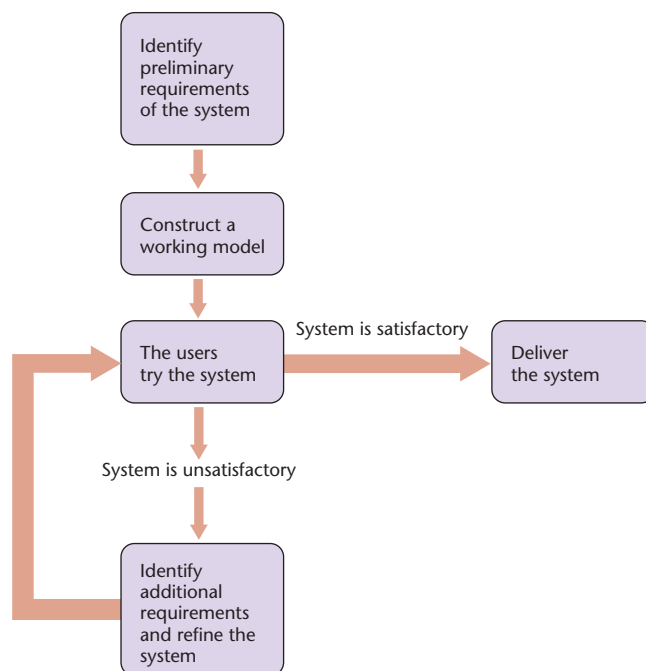 Identify
preliminary
requirements
of the system
Construct a
working model
The users
try the system
System is satisfactory
Deliver
the system
System is unsatisfactory
Identify
additional
requirements
and refine the
system